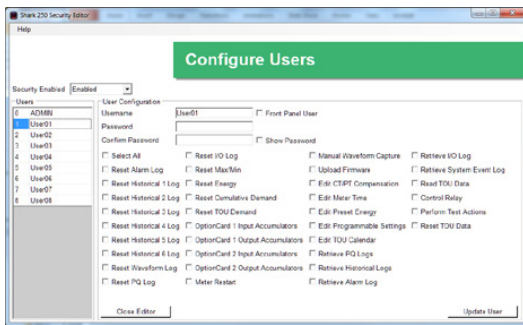 Shark 250 Security Editor
Help
Configure Users
Security Enabled Enabled
Users
0 ADMIN
1 User01
2 User02
3 User03
4 User04
5 User05
6 User06
7 User07
8 User08
User Configuration
Username User01 Front Panel User
Password
Confirm Password Show Password
Select All Reset I/O Log Manual Waveform Capture Retrieve I/O Log
Reset Alarm Log Reset Max/Min Upload Firmware Retrieve System Event Log
Reset Historical 1 Log Reset Energy Edit CT/PT Compensation Read TOU Data
Reset Historical 2 Log Reset Cumulative Demand Edit Meter Time Control Relay
Reset Historical 3 Log Reset TOU Demand Edit Preset Energy Perform Test Actions
Reset Historical 4 Log OptionCard 1 Input Accumulators Edit Programmable Settings Reset TOU Data
Reset Historical 5 Log OptionCard 1 Output Accumulators Edit TOU Calendar
Reset Historical 6 Log OptionCard 2 Input Accumulators Retrieve PQ Logs
Reset Waveform Log OptionCard 2 Output Accumulators Retrieve Historical Logs
Reset PQ Log Meter Restart Retrieve Alarm Log
Close Editor Update User